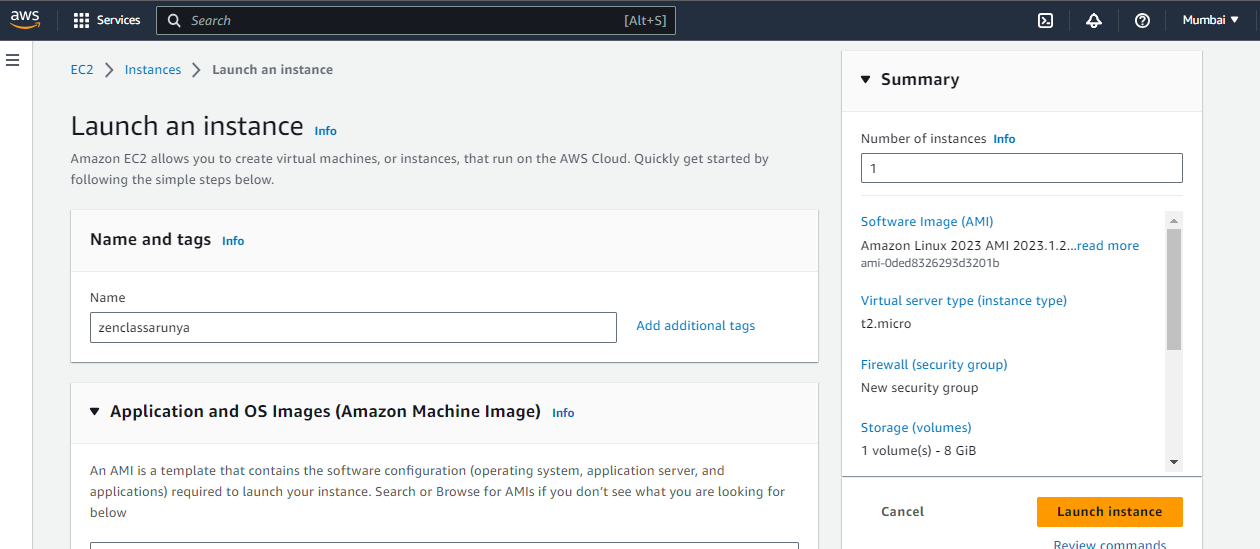 aws Services Search [Alt+S] Mumbai
EC2 Instances Launch an instance
Launch an instance Info
Amazon EC2 allows you to create virtual machines, or instances, that run on the AWS Cloud. Quickly get started by
following the simple steps below.
Name and tags Info
Name
zenclassarunya
Add additional tags
Application and OS Images (Amazon Machine Image) Info
An AMI is a template that contains the software configuration (operating system, application server, and
applications) required to launch your instance. Search or Browse for AMIs if you don't see what you are looking for
below
Summary
Number of instances Info
1
Software Image (AMI)
Amazon Linux 2023 AMI 2023.1.2...read more
ami-0ded8326293d3201b
Virtual server type (instance type)
t2.micro
Firewall (security group)
New security group
Storage (volumes)
1 volume(s) - 8 GiB
Cancel
Launch instance
Review commands